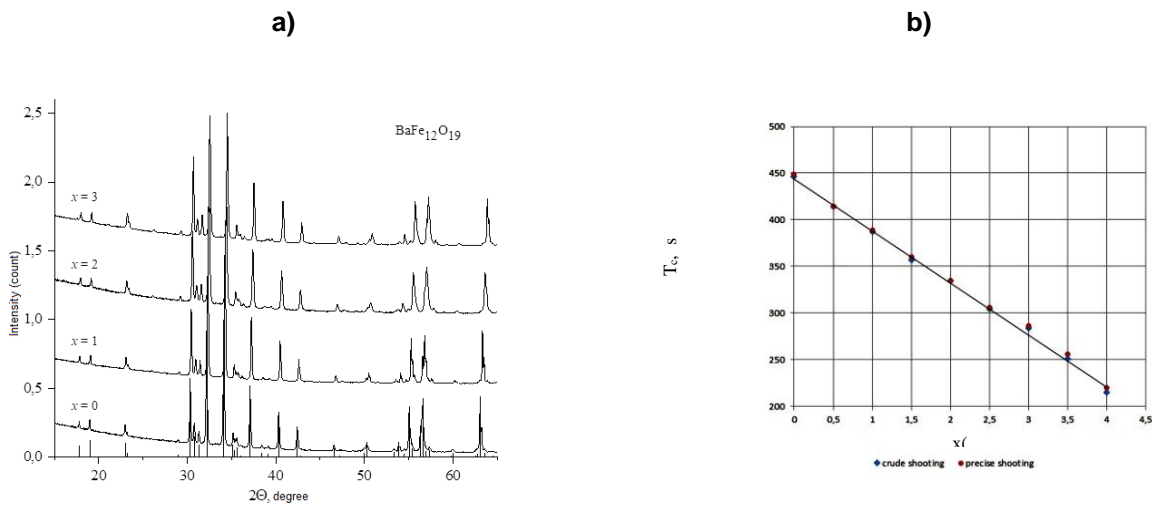 a)
2,5
2,0
1,5
1,0
0,5
0,0
Intensity (count)
BaFe12O19
x = 3
x = 2
x = 1
x = 0
20
30
40
50
60
2Θ, degree
b)
500
450
400
350
300
250
200
Tc, s
0
0,5
1
1,5
2
2,5
3
3,5
4
4,5
x(
crude shooting
precise shooting